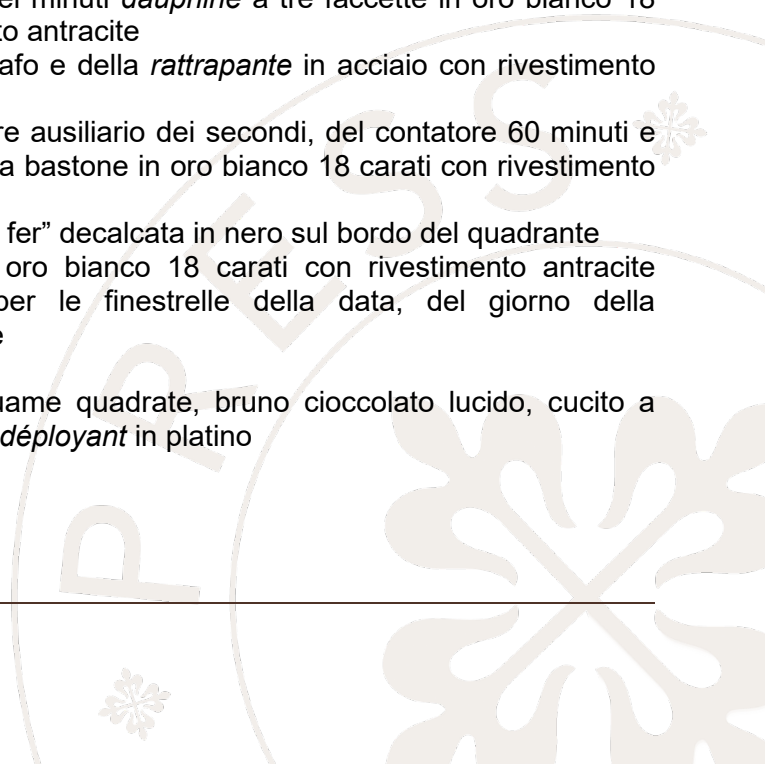 ei minuti dauphine a tre faccette in oro bianco 18
to antracite
afo e della rattrapante in acciaio con rivestimento
re ausiliario dei secondi, del contatore 60 minuti e
a bastone in oro bianco 18 carati con rivestimento
fer” decalcata in nero sul bordo del quadrante
oro bianco 18 carati con rivestimento antracite
per le finestrelle della data, del giorno della
e
uame quadrate, bruno cioccolato lucido, cucito a
déployant in platino
PRESS